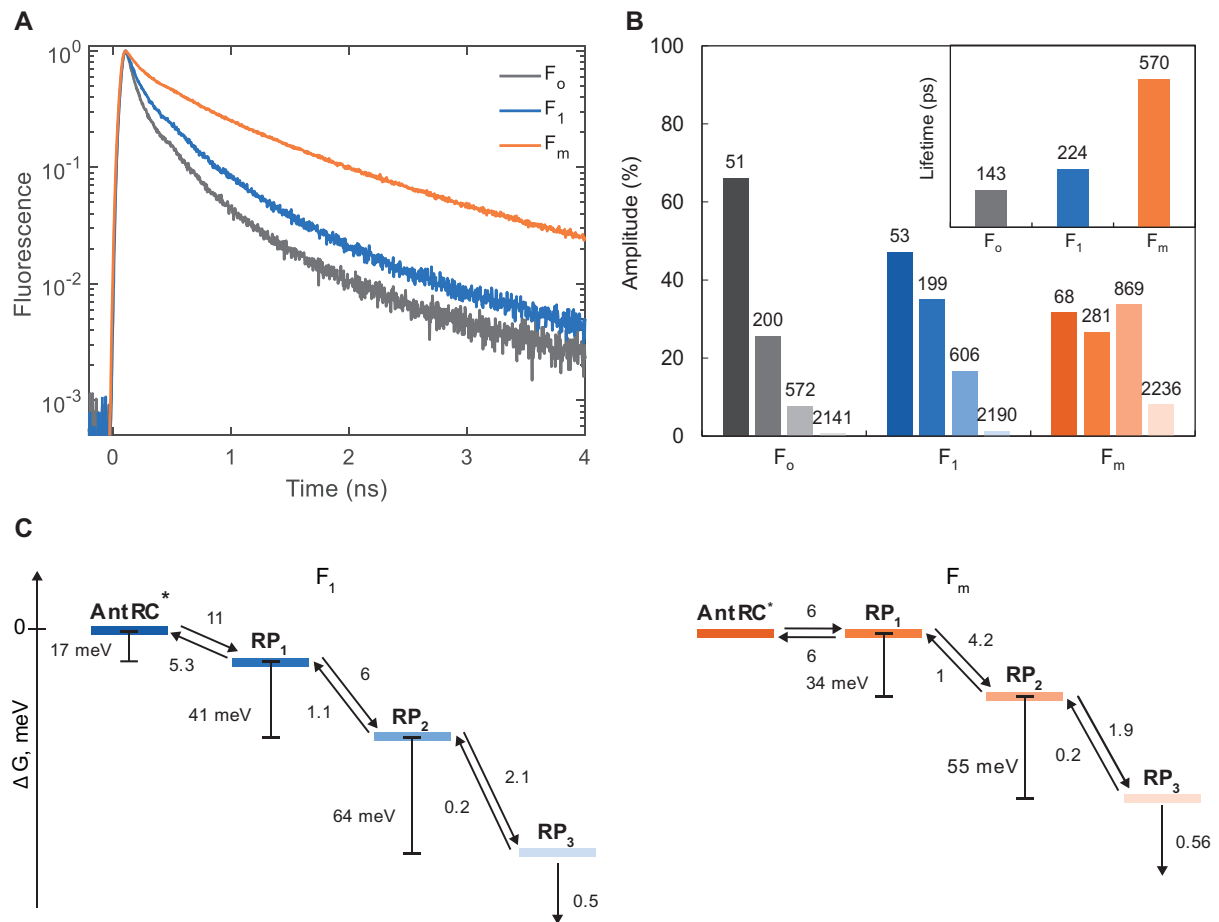 A
Fluorescence
10^0
10^-1
10^-2
10^-3
0 1 2 3 4
Time (ns)
F_o
F_1
F_m
B
Amplitude (%)
100
80
60
40
20
0
51 200 572 2141
53 199 606 2190
68 281 869 2236
F_o F_1 F_m
Lifetime (ps)
143 224 570
F_o F_1 F_m
C
Δ G, meV
0
F_1
AntRC*
17 meV
11
5.3
RP_1
41 meV
6
1.1
RP_2
64 meV
2.1
0.2
RP_3
0.5
F_m
AntRC*
6
6
RP_1
34 meV
4.2
1
RP_2
55 meV
1.9
0.2
RP_3
0.56